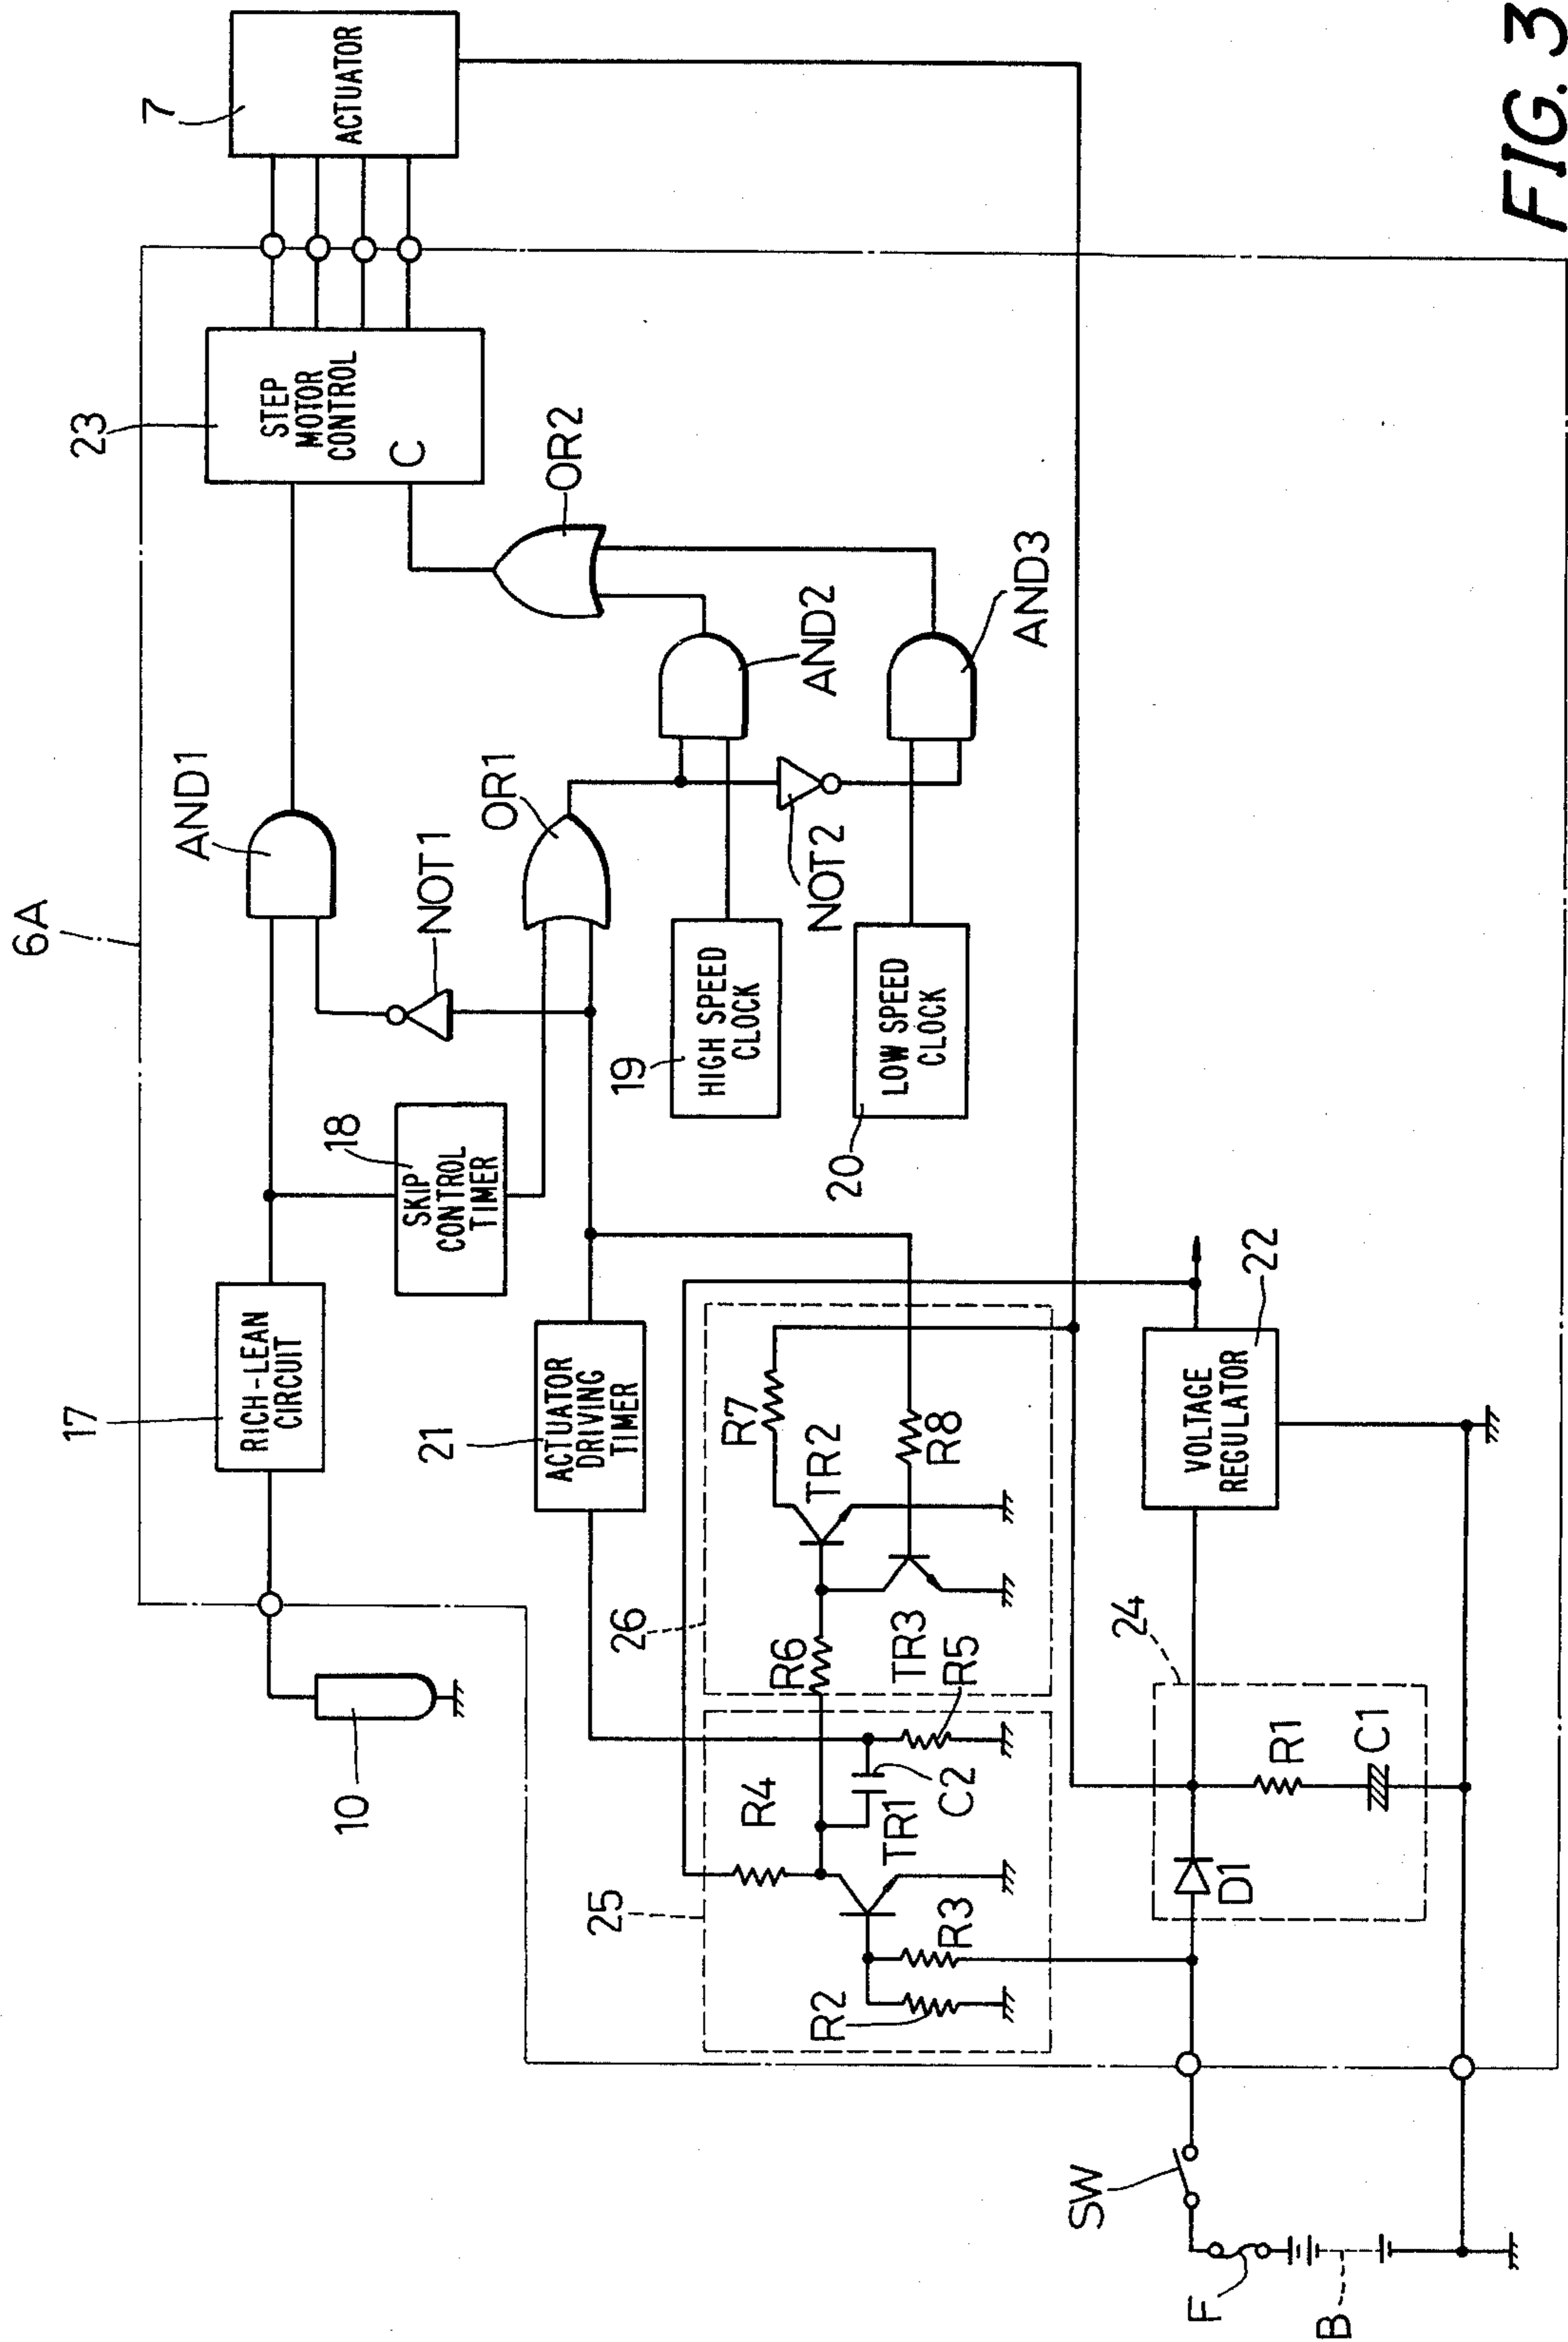 6A
7
ACTUATOR
23
STEP
MOTOR
CONTROL
C
AND1
NOT1
OR1
OR2
AND2
AND3
NOT2
17
RICH-LEAN
CIRCUIT
18
SKIP
CONTROL
TIMER
19
HIGH SPEED
CLOCK
20
LOW SPEED
CLOCK
21
ACTUATOR
DRIVING
TIMER
10
26
R7
TR2
R8
R6
TR3
R5
25
R4
C2
TR1
R3
R2
22
VOLTAGE
REGULATOR
24
R1
C1
D1
SW
F
B
FIG. 3